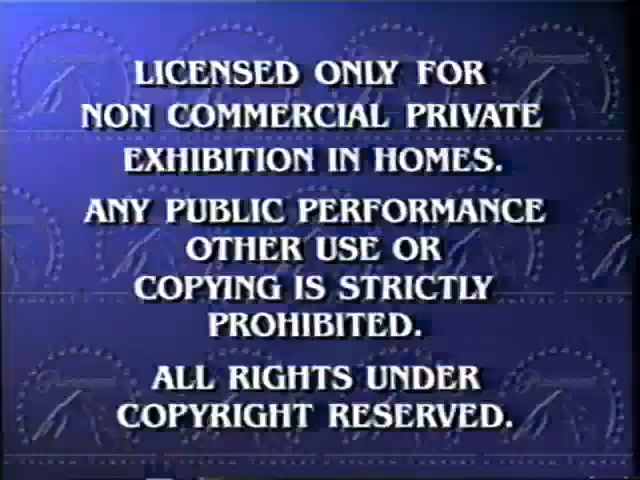 LICENSED ONLY FOR
NON COMMERCIAL PRIVATE
EXHIBITION IN HOMES.
ANY PUBLIC PERFORMANCE
OTHER USE OR
COPYING IS STRICTLY
PROHIBITED.
ALL RIGHTS UNDER
COPYRIGHT RESERVED.